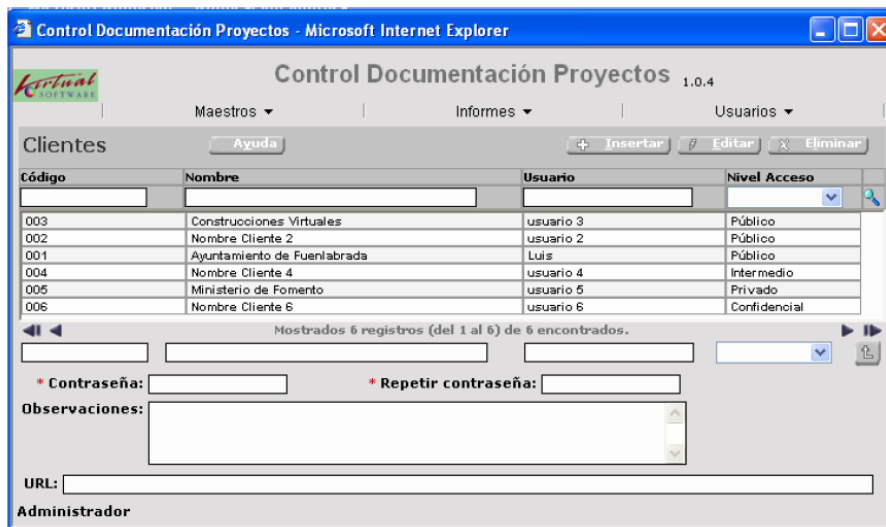 Control Documentación Proyectos - Microsoft Internet Explorer
Kirtual SOFTWARE
Control Documentación Proyectos 1.0.4
Maestros Informes Usuarios
Clientes Ayuda Insertar Editar Eliminar
Código Nombre Usuario Nivel Acceso
003 Construcciones Virtuales usuario 3 Público
002 Nombre Cliente 2 usuario 2 Público
001 Ayuntamiento de Fuenlabrada Luis Público
004 Nombre Cliente 4 usuario 4 Intermedio
005 Ministerio de Fomento usuario 5 Privado
006 Nombre Cliente 6 usuario 6 Confidencial
Mostrados 6 registros (del 1 al 6) de 6 encontrados.
* Contraseña: * Repetir contraseña:
Observaciones:
URL:
Administrador